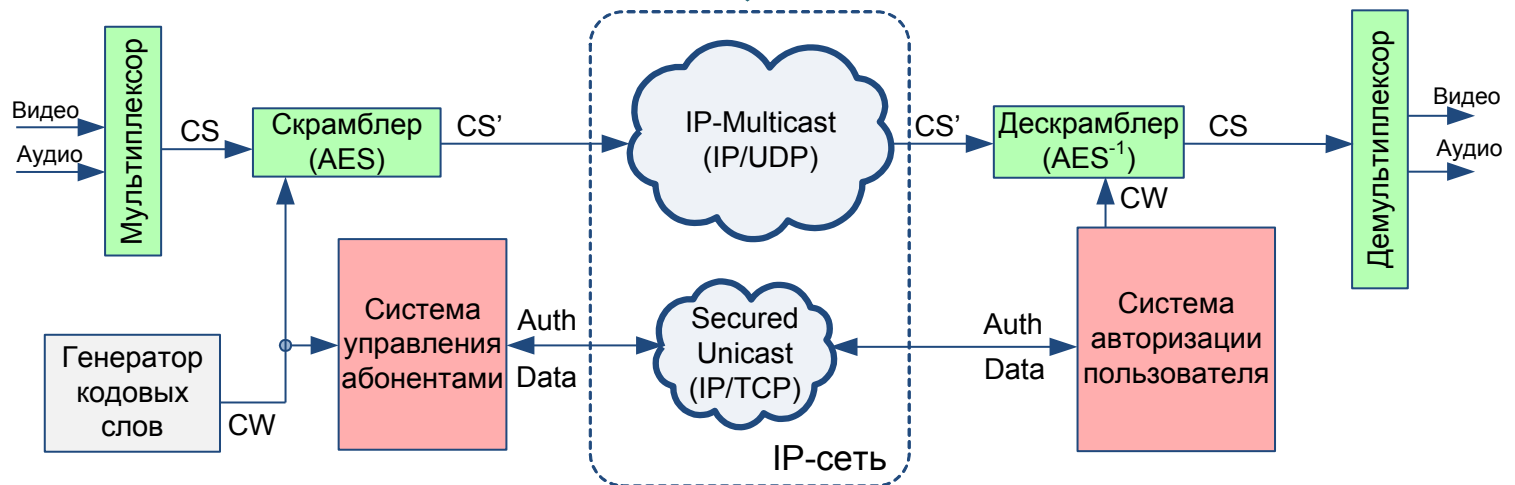 Видео
Аудио
Мультиплексор
CS
Скрамблер
(AES)
CS’
IP-Multicast
(IP/UDP)
CS’
Дескрамблер
(AES-1)
CS
Демультиплексор
Видео
Аудио
CW
Генератор
кодовых
слов
CW
Система
управления
абонентами
Auth
Data
Secured
Unicast
(IP/TCP)
Auth
Data
Система
авторизации
пользователя
IP-сеть